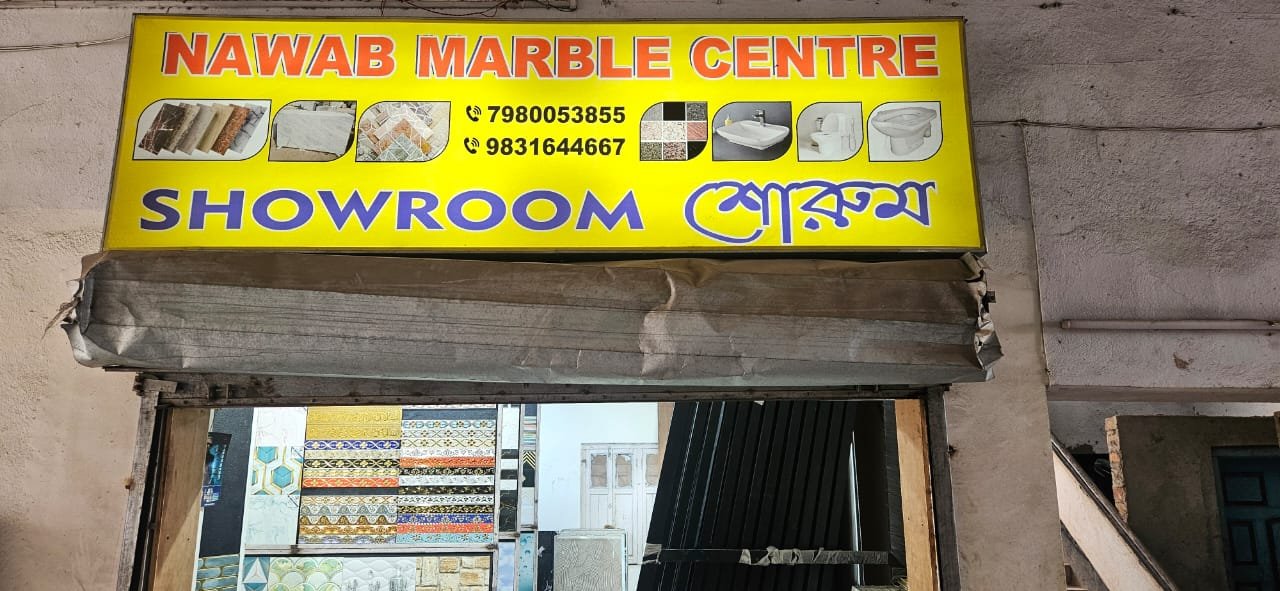 NAWAB MARBLE CENTRE
7980053855
9831644667
SHOWROOM শোরুম